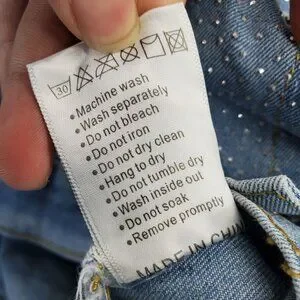 30
•Machine wash
•Wash separately
•Do not bleach
•Do not iron
•Do not dry clean
•Hang to dry
•Do not tumble dry
•Wash inside out
•Do not soak
•Remove promptly
MADE IN